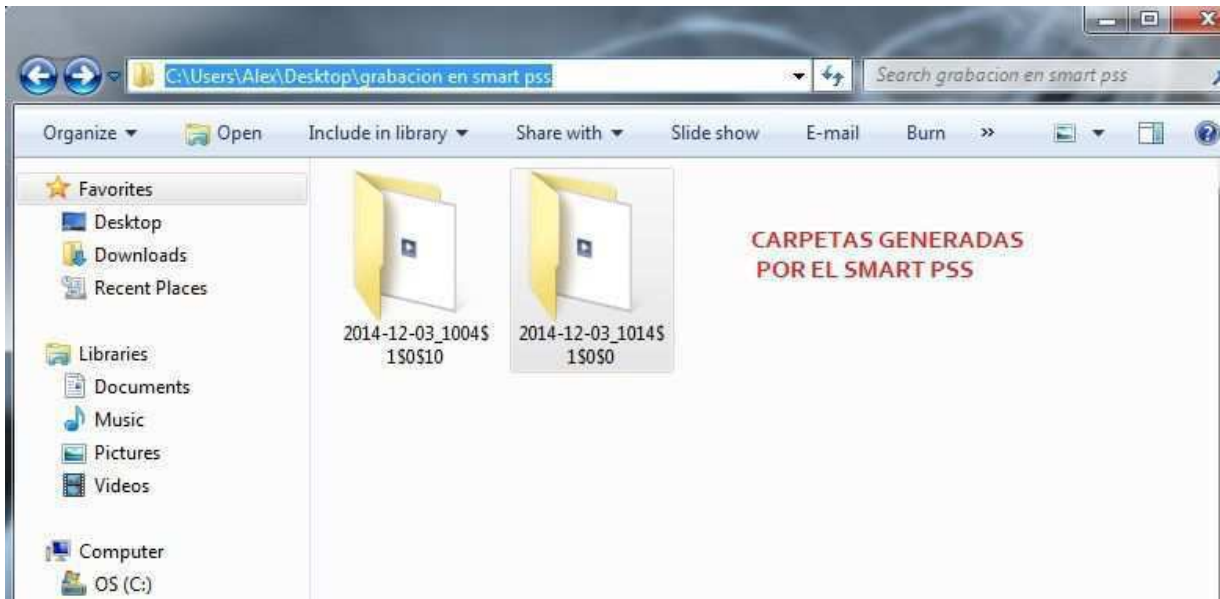 C:\Users\Alex\Desktop\grabacion en smart pss
Search grabacion en smart pss
Organize
Open
Include in library
Share with
Slide show
E-mail
Burn
»
Favorites
Desktop
Downloads
Recent Places
Libraries
Documents
Music
Pictures
Videos
Computer
OS (C:)
2014-12-03_1004$
1$0$10
2014-12-03_1014$
1$0$0
CARPETAS GENERADAS
POR EL SMART PSS